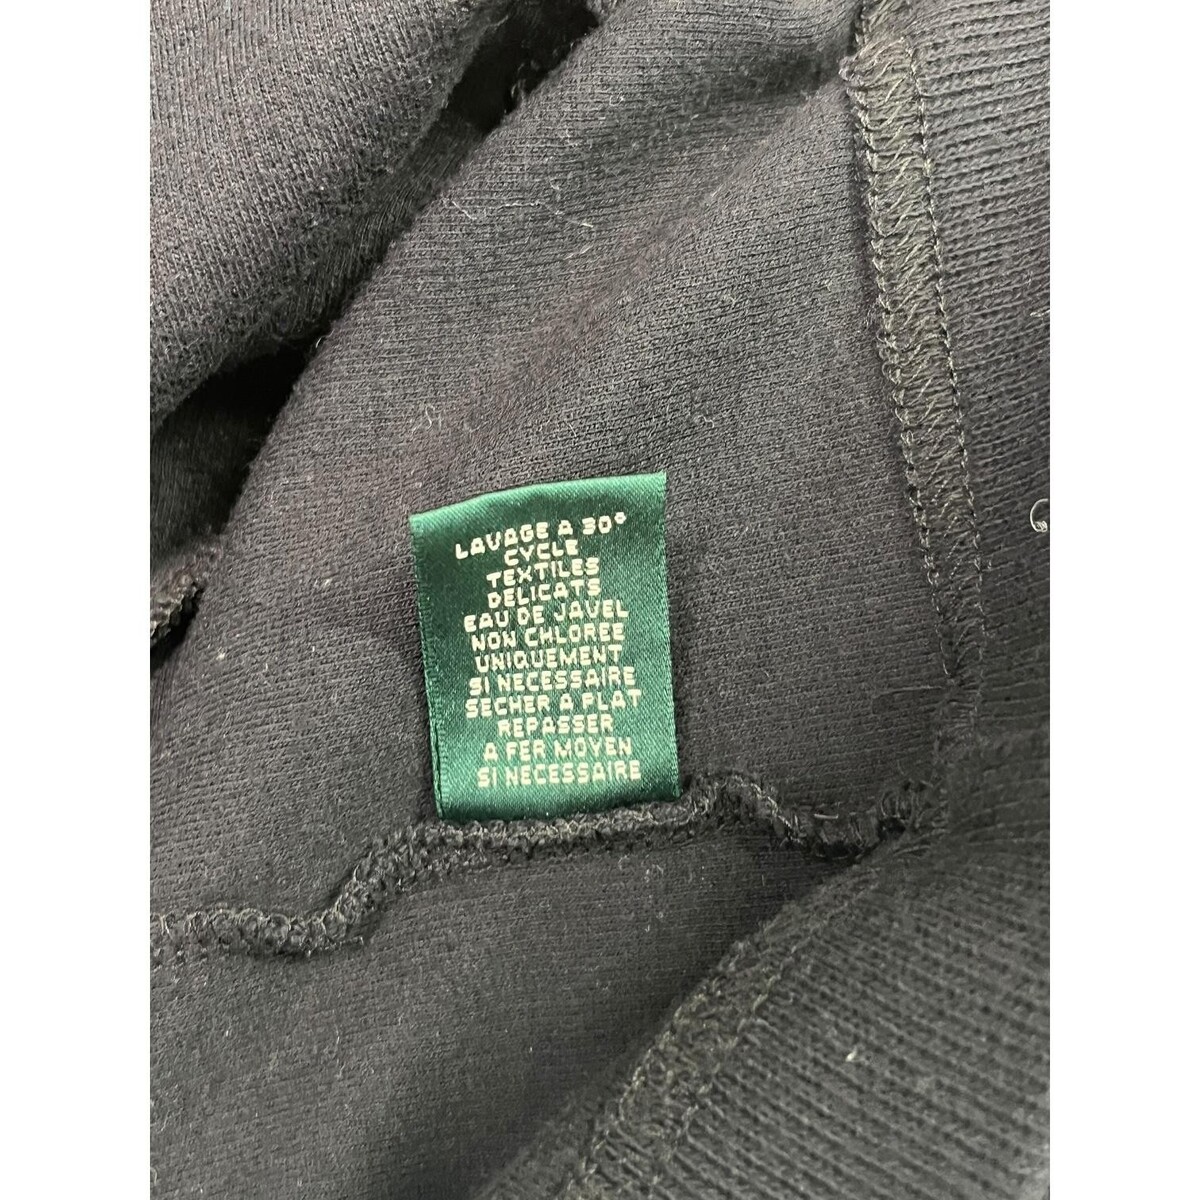 LAVAGE A 30°
CYCLE
TEXTILES
DELICATS
EAU DE JAVEL
NON CHLOREE
UNIQUEMENT
SI NECESSAIRE
SECHER A PLAT
REPASSER
A FER MOYEN
SI NECESSAIRE